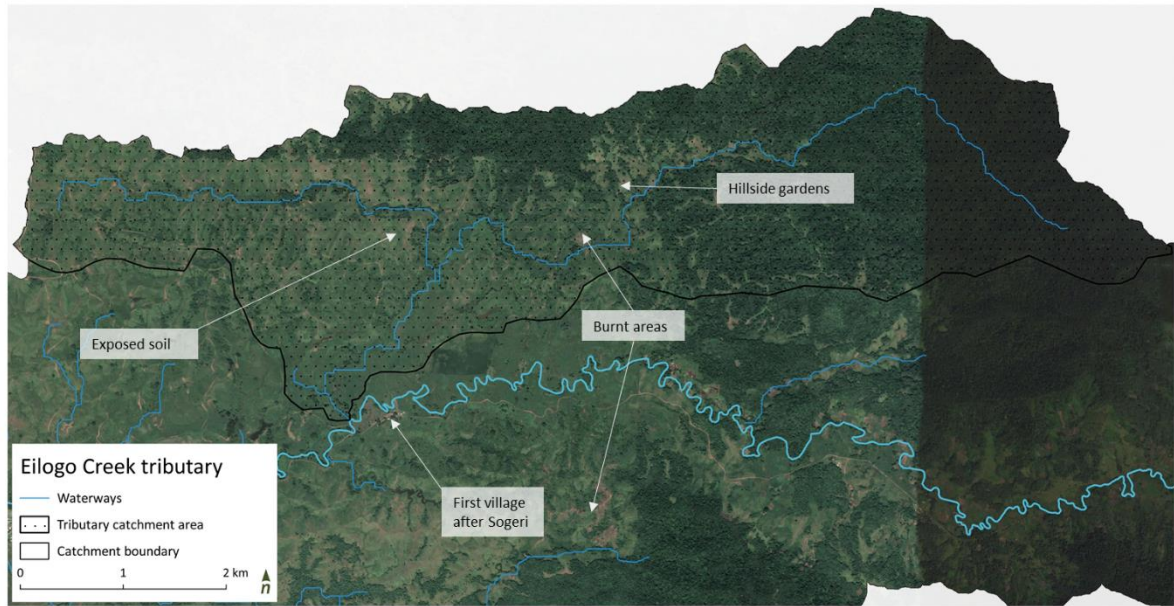 Hillside gardens
Exposed soil
Burnt areas
First village
after Sogeri
Eilogo Creek tributary
Waterways
Tributary catchment area
Catchment boundary
0 1 2 km
n